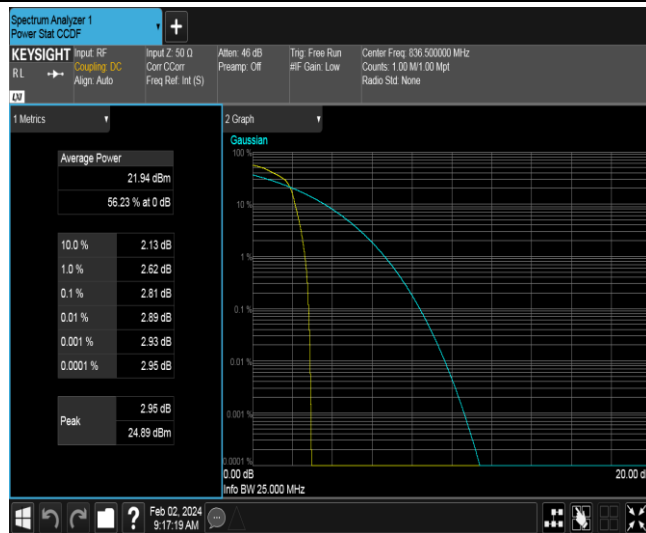 Spectrum Analyzer 1
Power Stat CCDF
+
KEYSIGHT
RL
Input: RF
Coupling: DC
Align: Auto
Input Z: 50 Ω
Corr CCorr
Freq Ref: Int (S)
Atten: 46 dB
Preamp: Off
Trig: Free Run
#IF Gain: Low
Center Freq: 836.500000 MHz
Counts: 1.00 M/1.00 Mpt
Radio Std: None
1 Metrics
Average Power
21.94 dBm
56.23 % at 0 dB
10.0 % 2.13 dB
1.0 % 2.62 dB
0.1 % 2.81 dB
0.01 % 2.89 dB
0.001 % 2.93 dB
0.0001 % 2.95 dB
Peak
2.95 dB
24.89 dBm
2 Graph
Gaussian
100 %
10 %
1 %
0.1 %
0.01 %
0.001 %
0.0001 %
0.00 dB
20.00 d
Info BW 25.000 MHz
?
Feb 02, 2024
9:17:19 AM